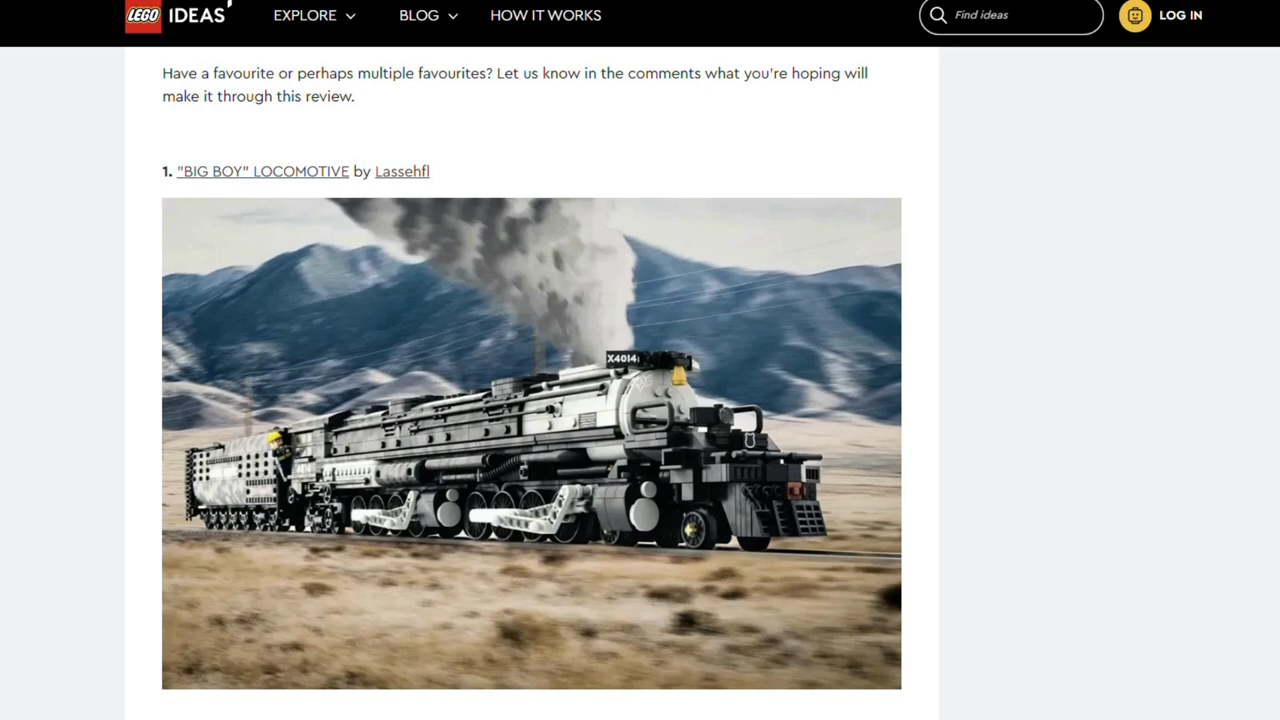 LEGO IDEAS EXPLORE BLOG HOW IT WORKS Find ideas LOG IN
Have a favourite or perhaps multiple favourites? Let us know in the comments what you're hoping will
make it through this review.
1. "BIG BOY" LOCOMOTIVE by Lassehfl
X4014